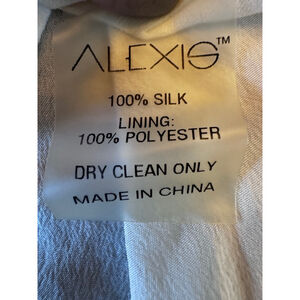 ALEXIS™
100% SILK
LINING:
100% POLYESTER
DRY CLEAN ONLY
MADE IN CHINA